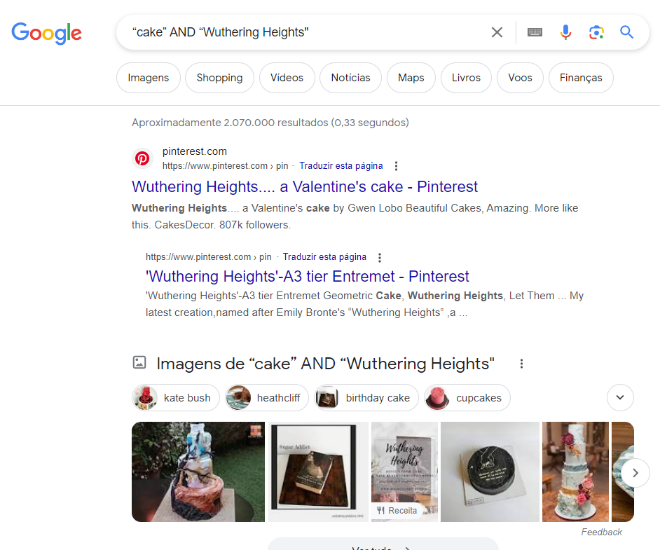 Google
“cake” AND “Wuthering Heights"
Imagens
Shopping
Vídeos
Notícias
Maps
Livros
Voos
Finanças
Aproximadamente 2.070.000 resultados (0,33 segundos)
pinterest.com
https://www.pinterest.com › pin · Traduzir esta página
Wuthering Heights.... a Valentine's cake - Pinterest
Wuthering Heights.... a Valentine's cake by Gwen Lobo Beautiful Cakes, Amazing. More like
this. CakesDecor. 807k followers.
https://www.pinterest.com › pin · Traduzir esta página
'Wuthering Heights'-A3 tier Entremet - Pinterest
'Wuthering Heights'-A3 tier Entremet Geometric Cake, Wuthering Heights, Let Them ... My
latest creation,named after Emily Bronte's "Wuthering Heights" ,a ...
Imagens de “cake” AND “Wuthering Heights"
kate bush
heathcliff
birthday cake
cupcakes
Sugar Addict
Wuthering
Heights
Receita
Feedback
Ver tudo